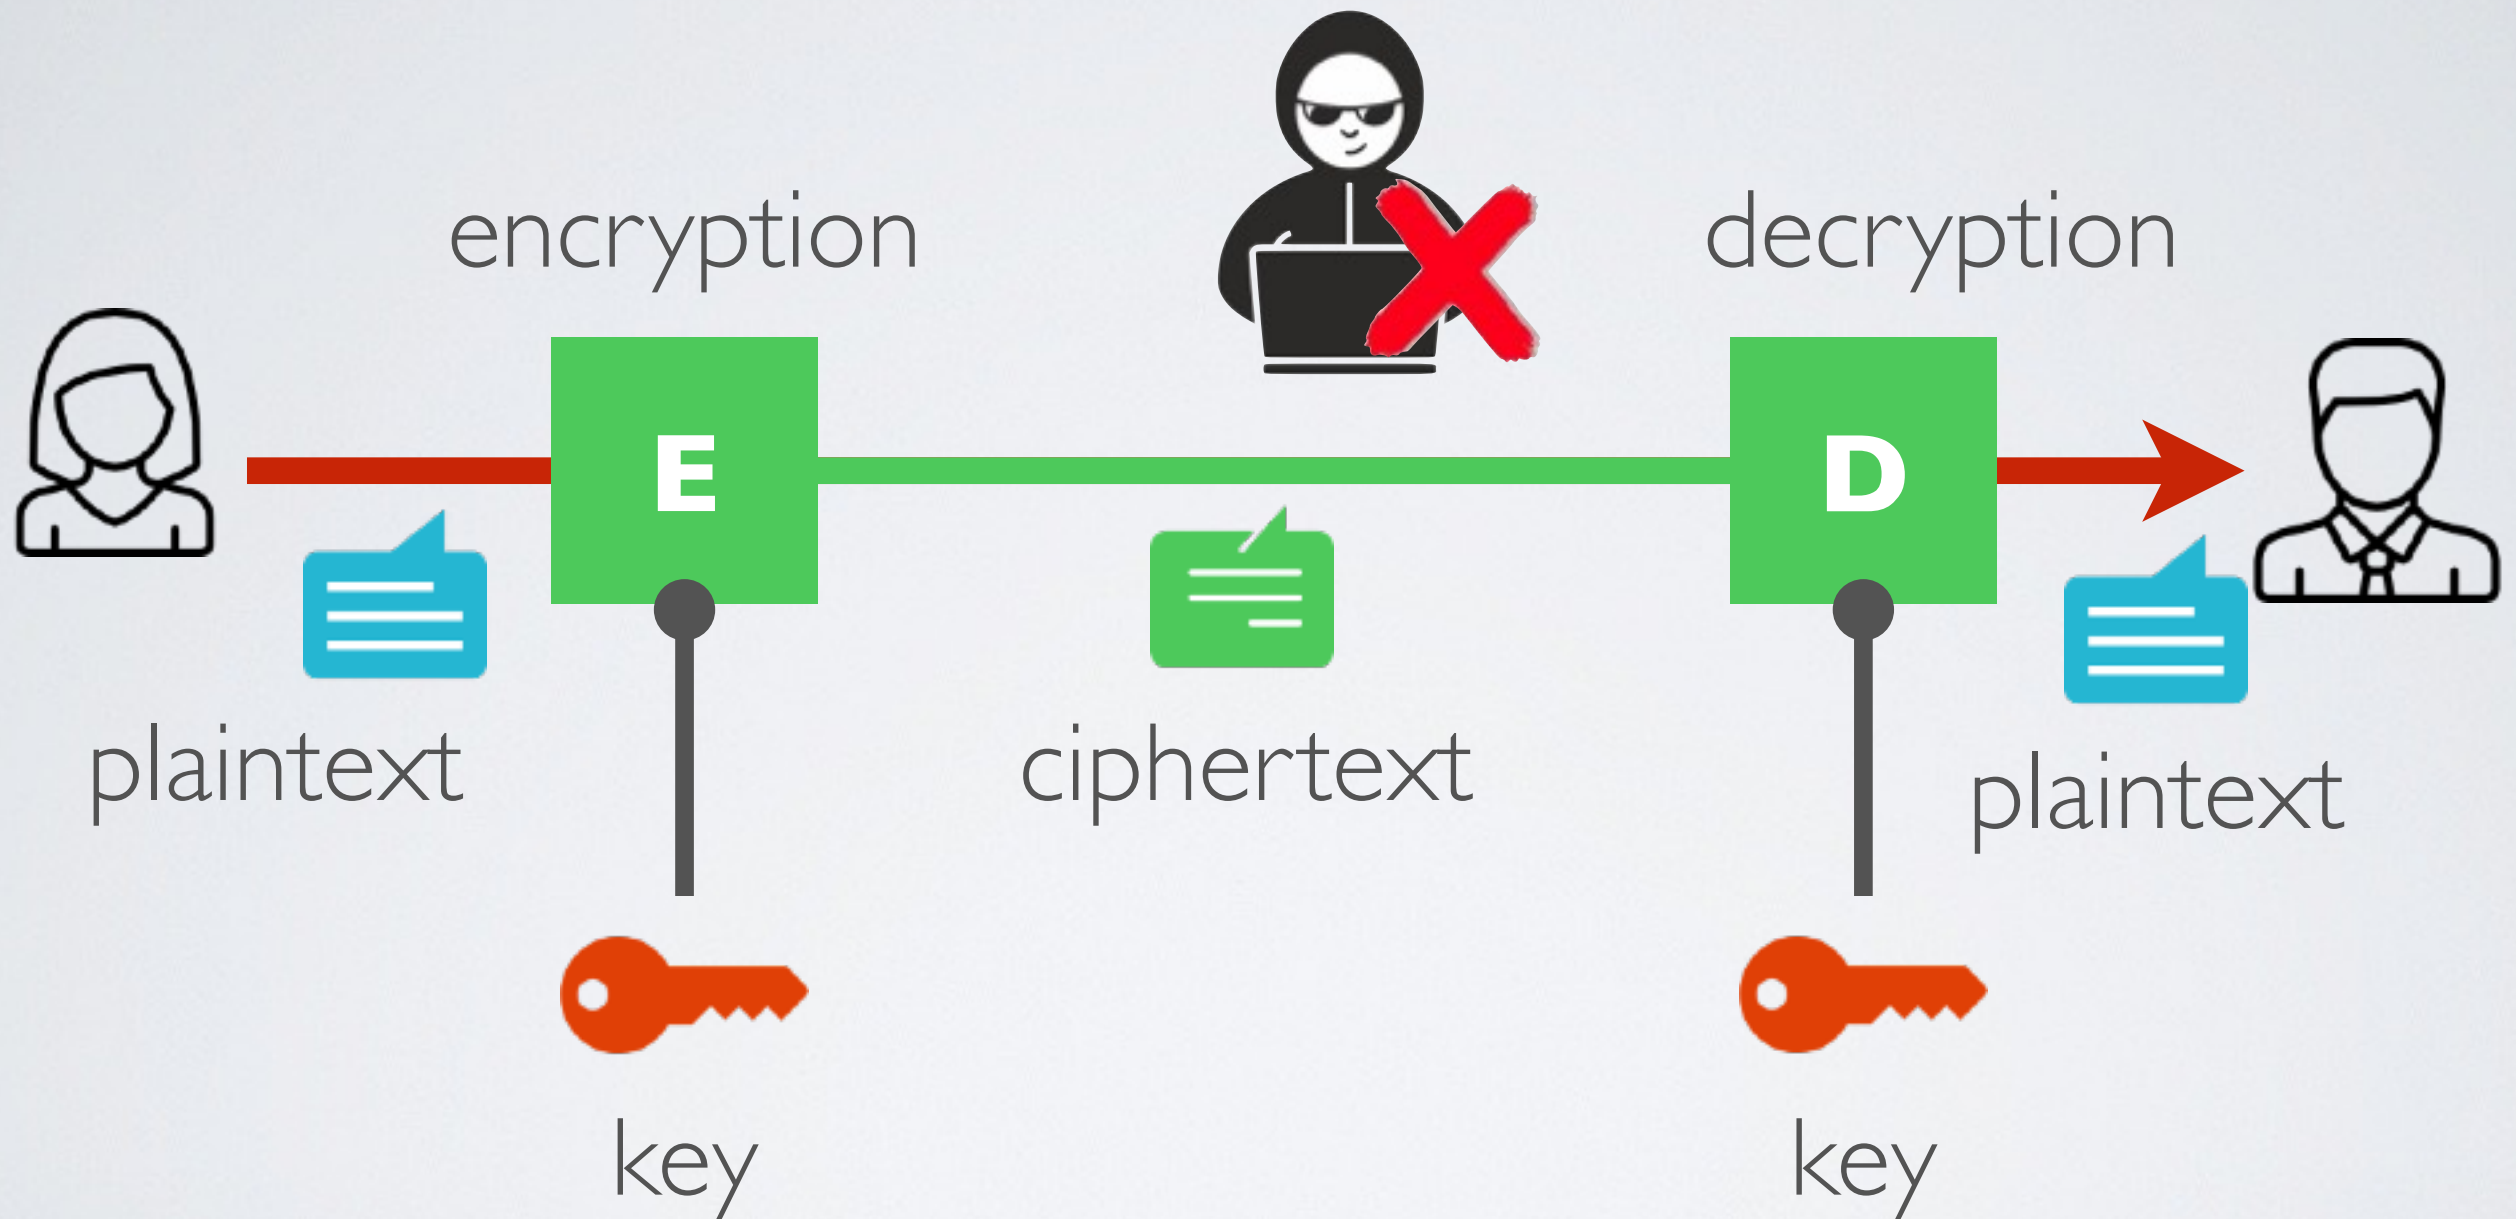 encryption
decryption
E
D
plaintext
ciphertext
plaintext
key
key